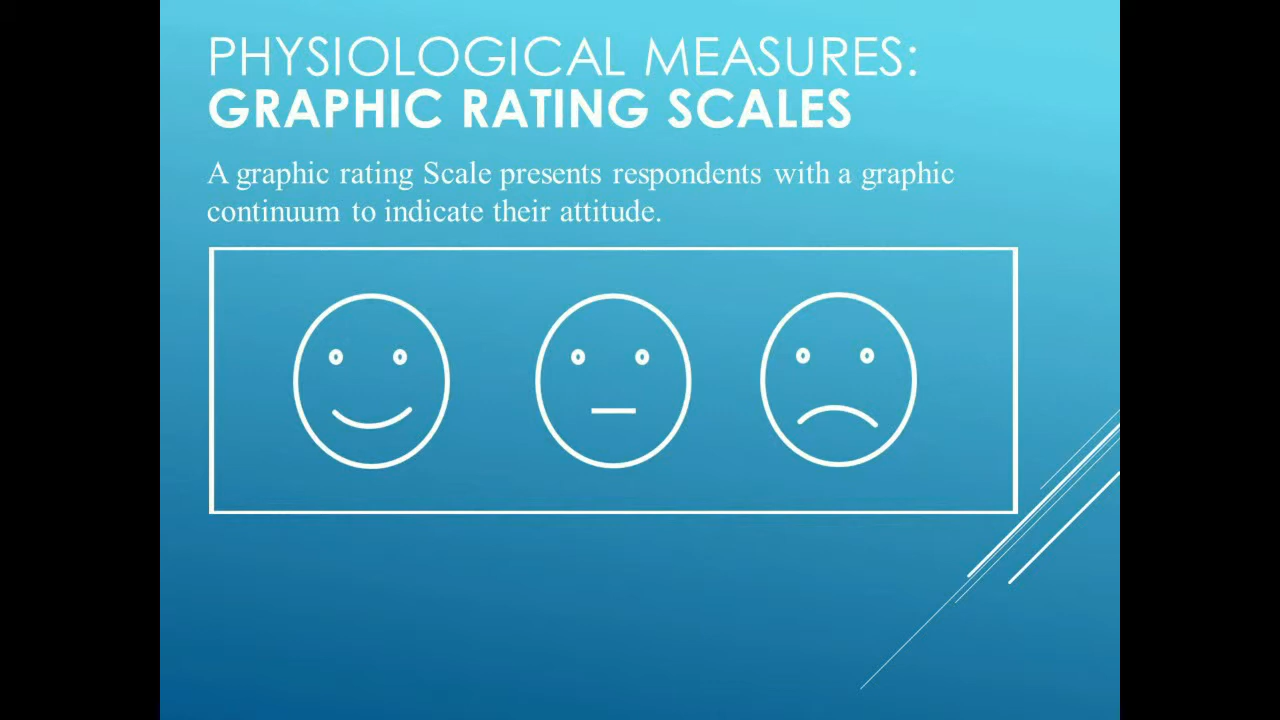 PHYSIOLOGICAL MEASURES:
GRAPHIC RATING SCALES
A graphic rating Scale presents respondents with a graphic
continuum to indicate their attitude.